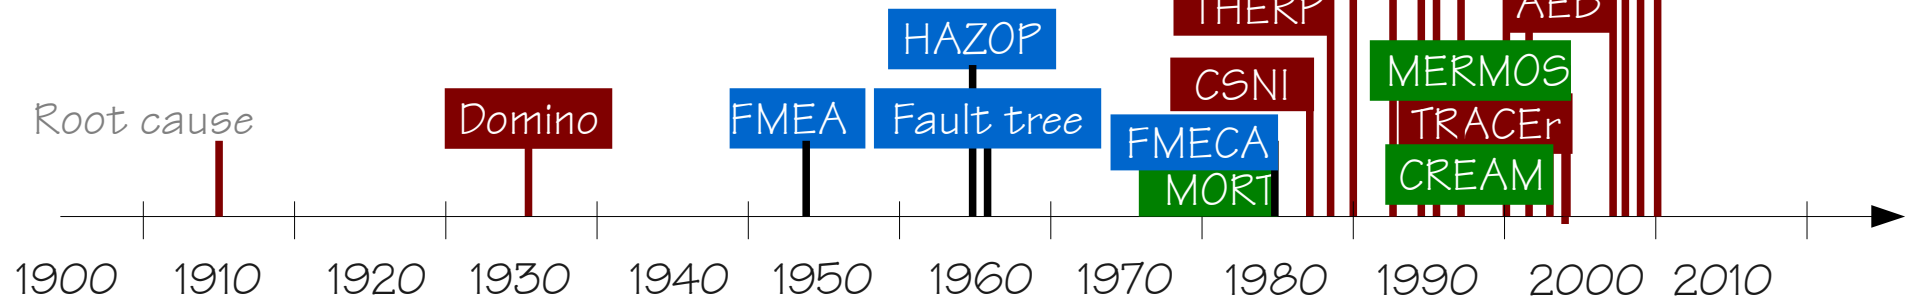 THERP
AEB
HAZOP
MERMOS
CSNI
Root cause
Domino
FMEA
Fault tree
TRACEr
FMECA
CREAM
MORT
1900 1910 1920 1930 1940 1950 1960 1970 1980 1990 2000 2010